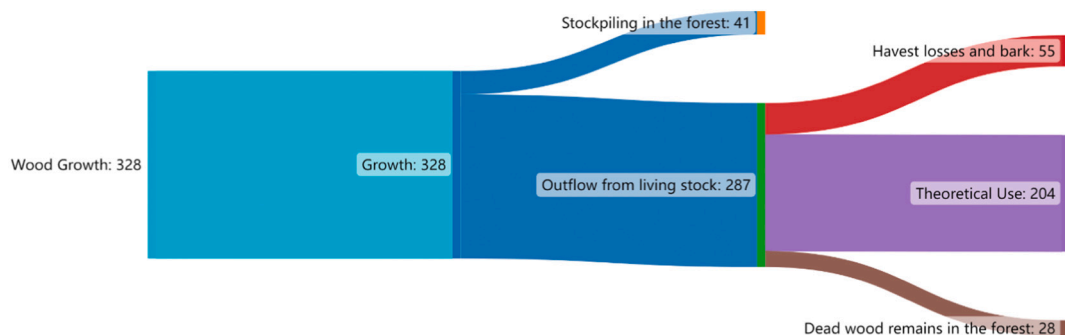 Stockpiling in the forest: 41
Havest losses and bark: 55
Wood Growth: 328
Growth: 328
Outflow from living stock: 287
Theoretical Use: 204
Dead wood remains in the forest: 28